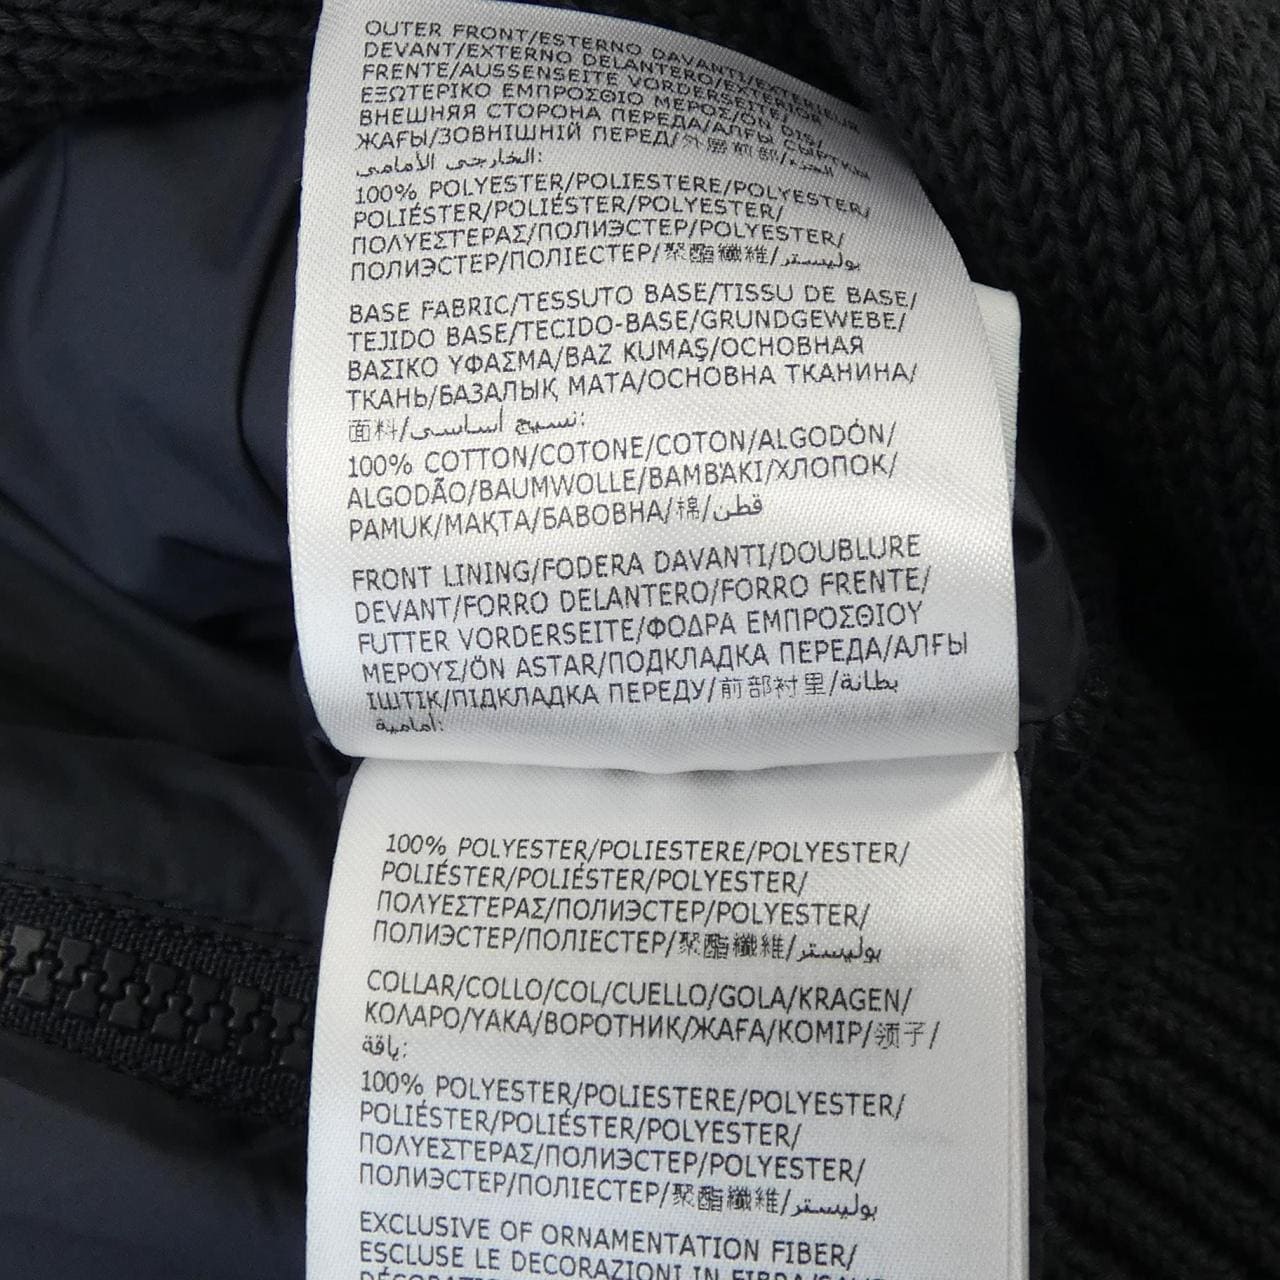 OUTER FRONT/ESTERNO DAVANTI/EXTÉRIEUR
DEVANT/EXTERNO DELANTERO/EXTERIOR
FRENTE/AUSSENSEITE VORDERSEITE/
ΕΞΩΤΕΡΙΚΟ ΕΜΠΡΟΣΘΙΟ ΜΕΡΟΣ/ÖN DIŞ/
ВНЕШНЯЯ СТОРОНА ПЕРЕДА/АЛҒЫ СЫРТҚЫ
ЖАҒЫ/ЗОВНІШНІЙ ПЕРЕД/外層前部/الجزء
الخارجي الأمامي:
100% POLYESTER/POLIESTERE/POLYESTER/
POLIÉSTER/POLIÉSTER/POLYESTER/
ΠΟΛΥΕΣΤΕΡΑΣ/ПОЛИЭСТЕР/POLYESTER/
ПОЛИЭСТЕР/ПОЛІЕСТЕР/聚酯纖維/بوليستر
BASE FABRIC/TESSUTO BASE/TISSU DE BASE/
TEJIDO BASE/TECIDO-BASE/GRUNDGEWEBE/
ΒΑΣΙΚΟ ΥΦΑΣΜΑ/BAZ KUMAŞ/ОСНОВНАЯ
ТКАНЬ/БАЗАЛЫҚ МАТА/ОСНОВНА ТКАНИНА/
面料/نسيج أساسي:
100% COTTON/COTONE/COTON/ALGODÓN/
ALGODÃO/BAUMWOLLE/ΒΑΜΒΆΚΙ/ХЛОПОК/
PAMUK/МАҚТА/БАВОВНА/棉/قطن
FRONT LINING/FODERA DAVANTI/DOUBLURE
DEVANT/FORRO DELANTERO/FORRO FRENTE/
FUTTER VORDERSEITE/ΦΟΔΡΑ ΕΜΠΡΟΣΘΙΟΥ
ΜΕΡΟΥΣ/ÖN ASTAR/ПОДКЛАДКА ПЕРЕДА/АЛҒЫ
ІШТІК/ПІДКЛАДКА ПЕРЕДУ/前部衬里/بطانة
أمامية:
100% POLYESTER/POLIESTERE/POLYESTER/
POLIÉSTER/POLIÉSTER/POLYESTER/
ΠΟΛΥΕΣΤΕΡΑΣ/ПОЛИЭСТЕР/POLYESTER/
ПОЛИЭСТЕР/ПОЛІЕСТЕР/聚酯纖維/بوليستر
COLLAR/COLLO/COL/CUELLO/GOLA/KRAGEN/
ΚΟΛΑΡΟ/YAKA/ВОРОТНИК/ЖАҒА/КОМІР/领子/
ياقة:
100% POLYESTER/POLIESTERE/POLYESTER/
POLIÉSTER/POLIÉSTER/POLYESTER/
ΠΟΛΥΕΣΤΕΡΑΣ/ПОЛИЭСТЕР/POLYESTER/
ПОЛИЭСТЕР/ПОЛІЕСТЕР/聚酯纖維/بوليستر
EXCLUSIVE OF ORNAMENTATION FIBER/
ESCLUSE LE DECORAZIONI IN FIBRA/SAUF